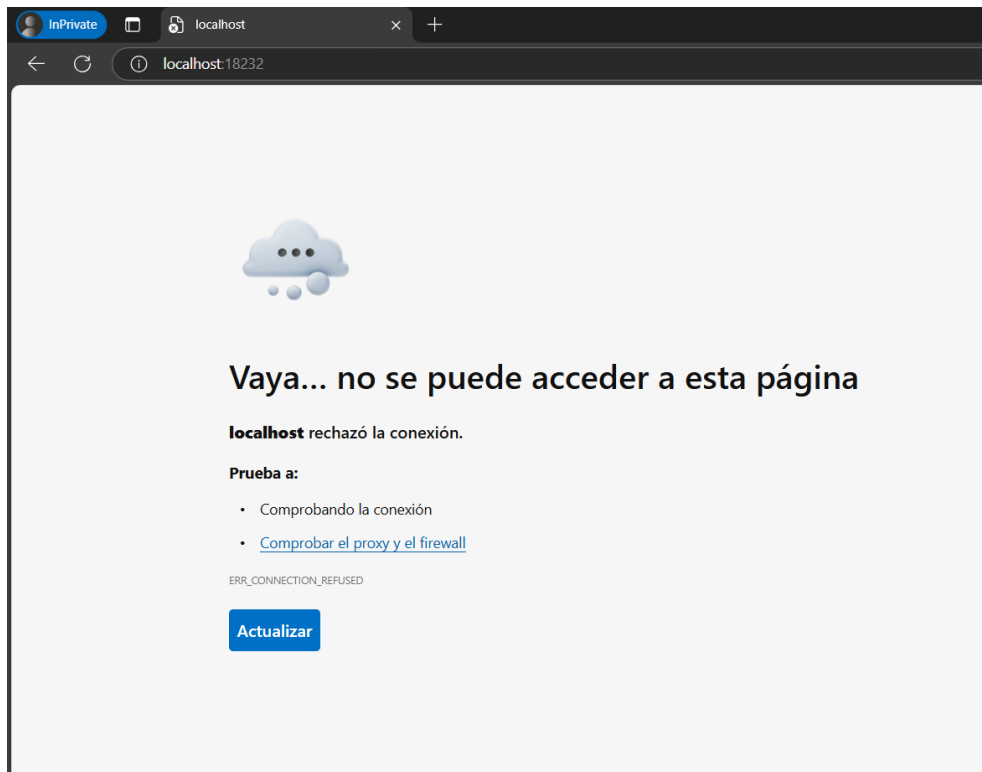 InPrivate
localhost
localhost:18232
Vaya... no se puede acceder a esta página
localhost rechazó la conexión.
Prueba a:
• Comprobando la conexión
• Comprobar el proxy y el firewall
ERR_CONNECTION_REFUSED
Actualizar